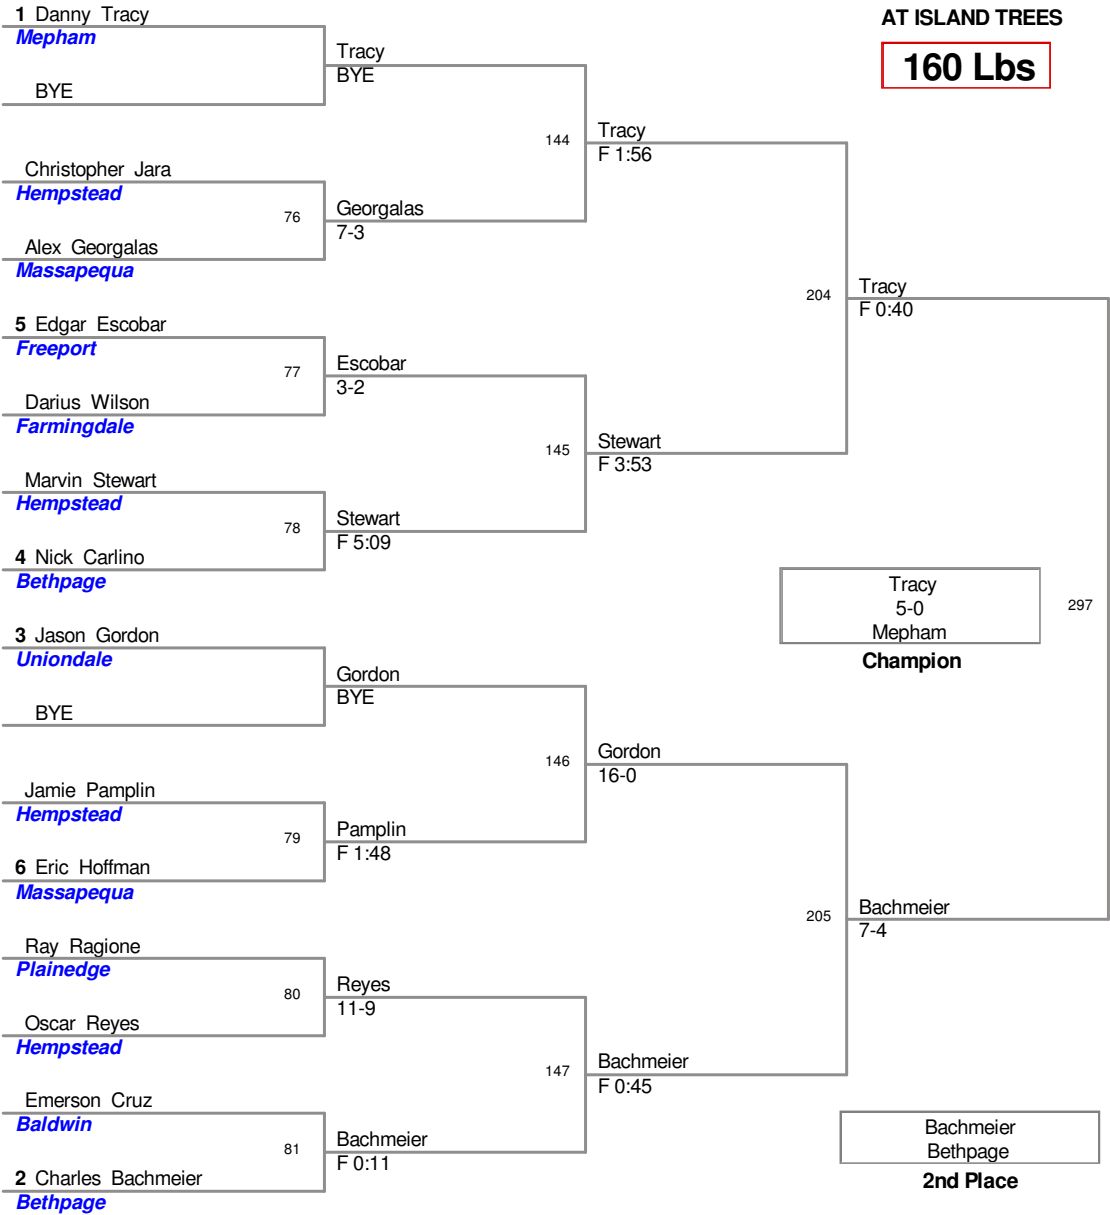 1 Danny Tracy
Mepham
BYE
Tracy
BYE
Christopher Jara
Hempstead
76
Alex Georgalas
Massapequa
Georgalas
7-3
144
Tracy
F 1:56
5 Edgar Escobar
Freeport
77
Darius Wilson
Farmingdale
Escobar
3-2
Marvin Stewart
Hempstead
78
4 Nick Carlino
Bethpage
Stewart
F 5:09
145
Stewart
F 3:53
204
Tracy
F 0:40
3 Jason Gordon
Uniondale
BYE
Gordon
BYE
Jamie Pamplin
Hempstead
79
6 Eric Hoffman
Massapequa
Pamplin
F 1:48
146
Gordon
16-0
Ray Ragione
Plainedge
80
Oscar Reyes
Hempstead
Reyes
11-9
Emerson Cruz
Baldwin
81
2 Charles Bachmeier
Bethpage
Bachmeier
F 0:11
147
Bachmeier
F 0:45
205
Bachmeier
7-4
AT ISLAND TREES
160 Lbs
297
Tracy
5-0
Mepham
Champion
Bachmeier
Bethpage
2nd Place